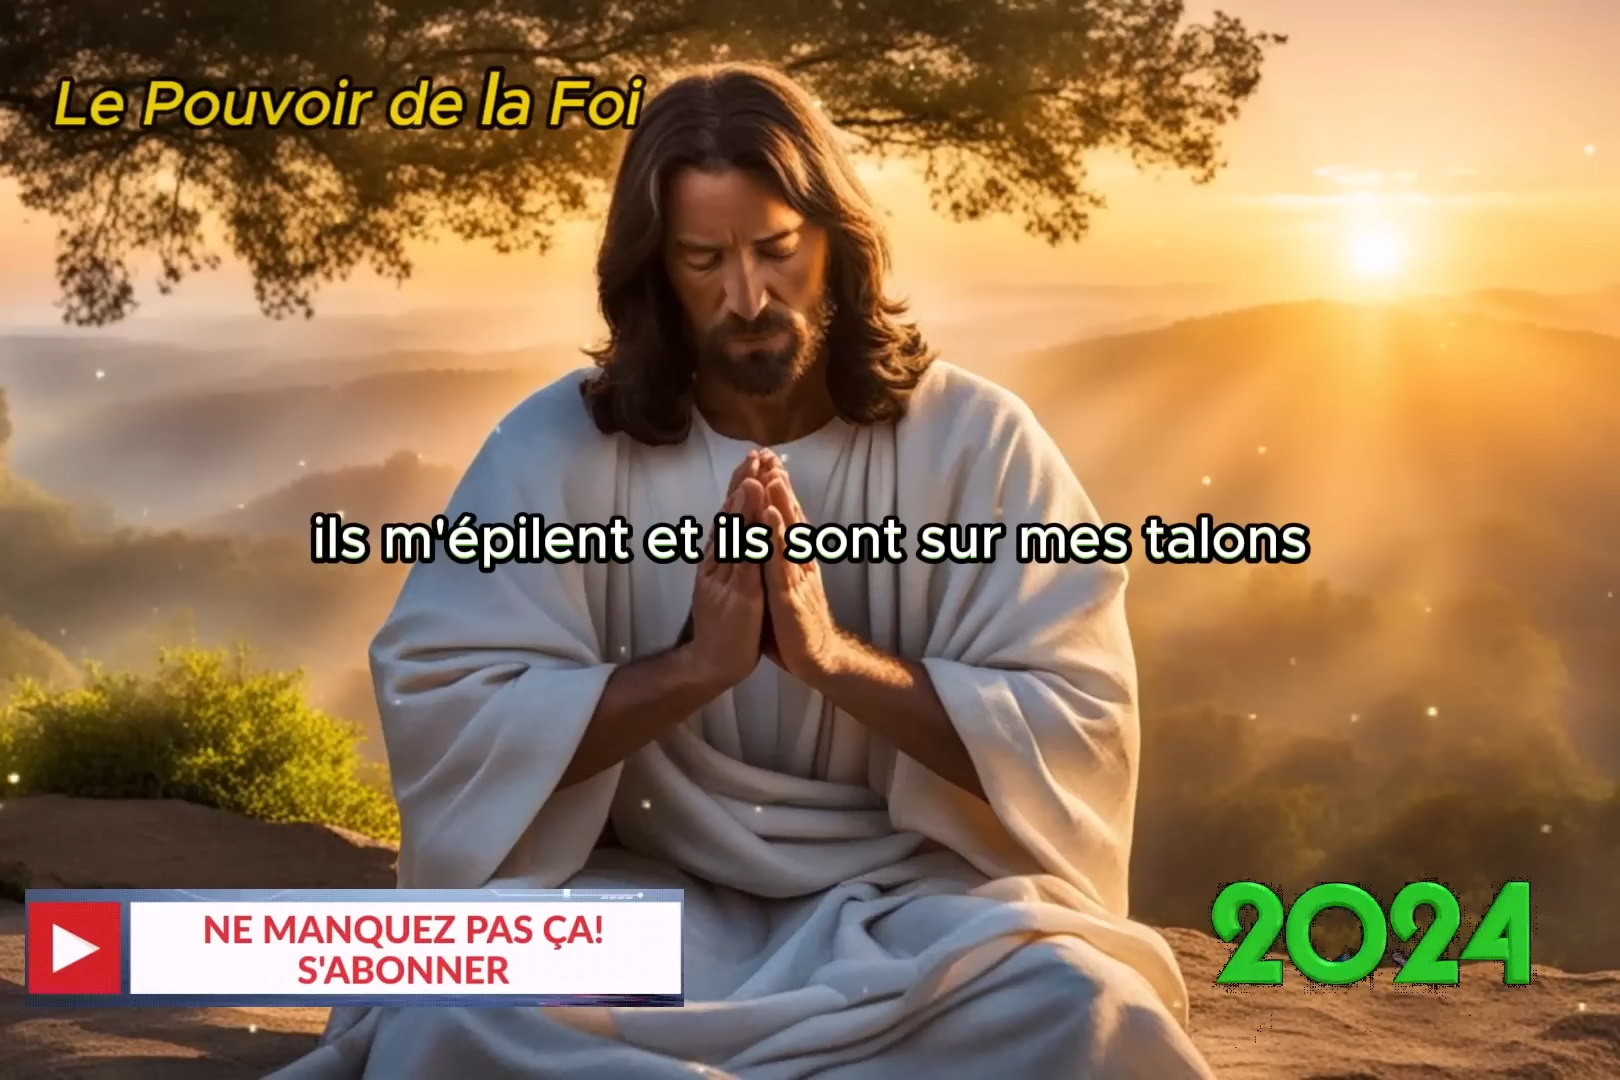 Le Pouvoir de la Foi
ils m'épilent et ils sont sur mes talons
NE MANQUEZ PAS ÇA!
S'ABONNER
2024